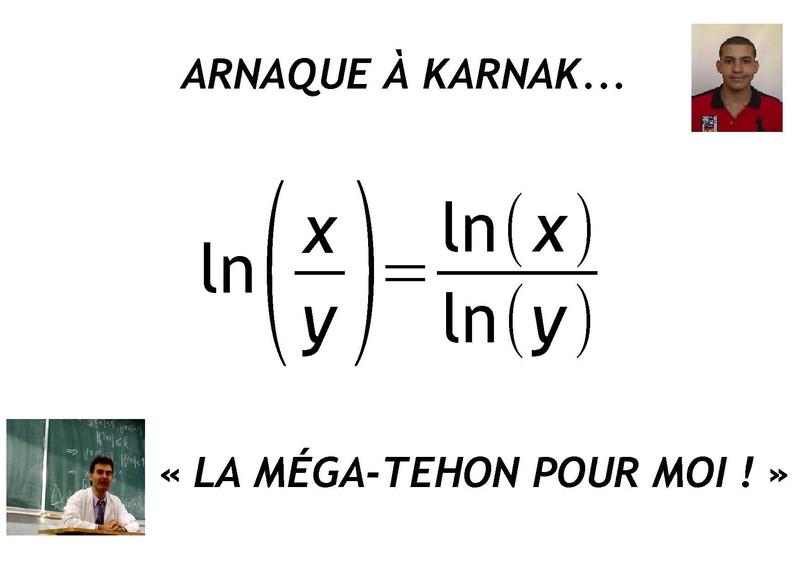 ARNAQUE À KARNAK...
ln(x/y)=ln(x)/ln(y)
« LA MÉGA-TEHON POUR MOI ! »